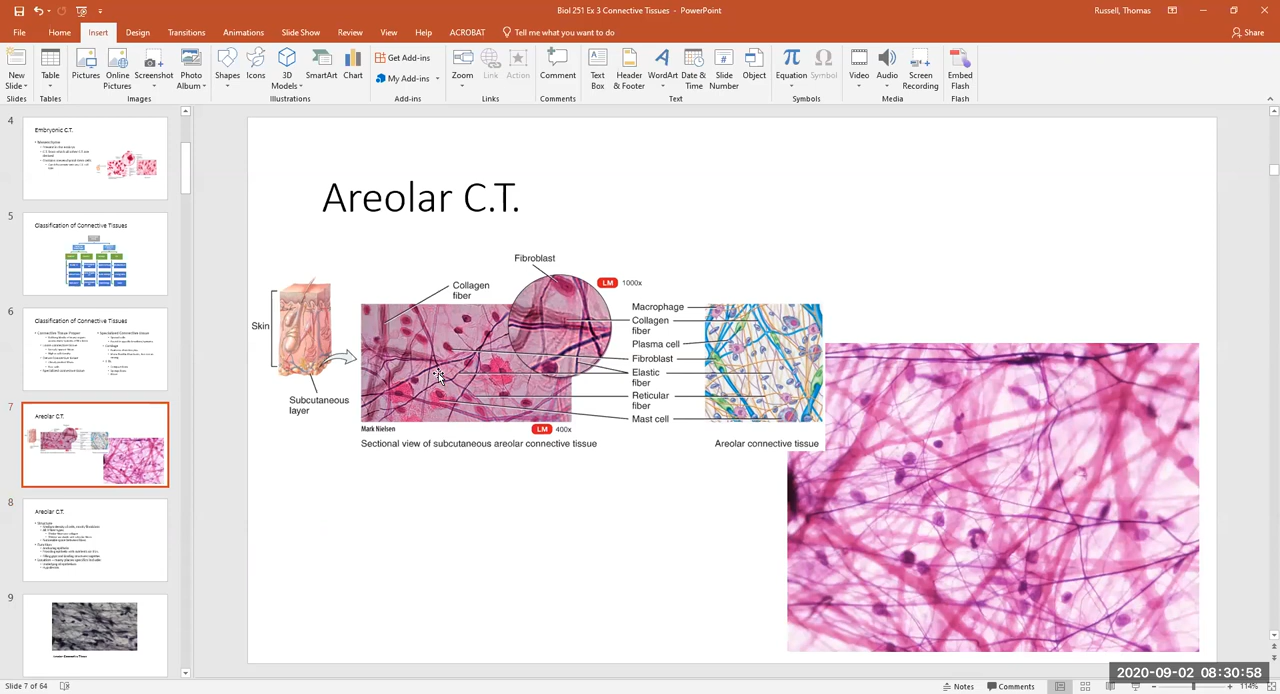 Biol 251 Ex 3 Connective Tissues - PowerPoint
Russell, Thomas
File Home Insert Design Transitions Animations Slide Show Review View Help ACROBAT Tell me what you want to do
Share
New Slide
Table
Pictures
Online Pictures
Screenshot
Photo Album
Shapes
Icons
3D Models
SmartArt
Chart
Get Add-ins
My Add-ins
Zoom
Link
Action
Comment
Text Box
Header & Footer
WordArt
Date & Time
Slide Number
Object
Equation
Symbol
Video
Audio
Screen Recording
Embed Flash
Slides Tables Images Illustrations Add-ins Links Comments Text Symbols Media Flash
4
Embryonic C.T.
5
Classification of Connective Tissues
6
Classification of Connective Tissues
7
Areolar C.T.
8
Areolar C.T.
9
Areolar C.T.
Fibroblast
LM 1000x
Collagen
fiber
Skin
Subcutaneous
layer
Macrophage
Collagen
fiber
Plasma cell
Fibroblast
Elastic
fiber
Reticular
fiber
Mast cell
Mark Nielsen
LM 400x
Sectional view of subcutaneous areolar connective tissue
Areolar connective tissue
2020-09-02 08:30:58
Slide 7 of 64
Notes
Comments
114%